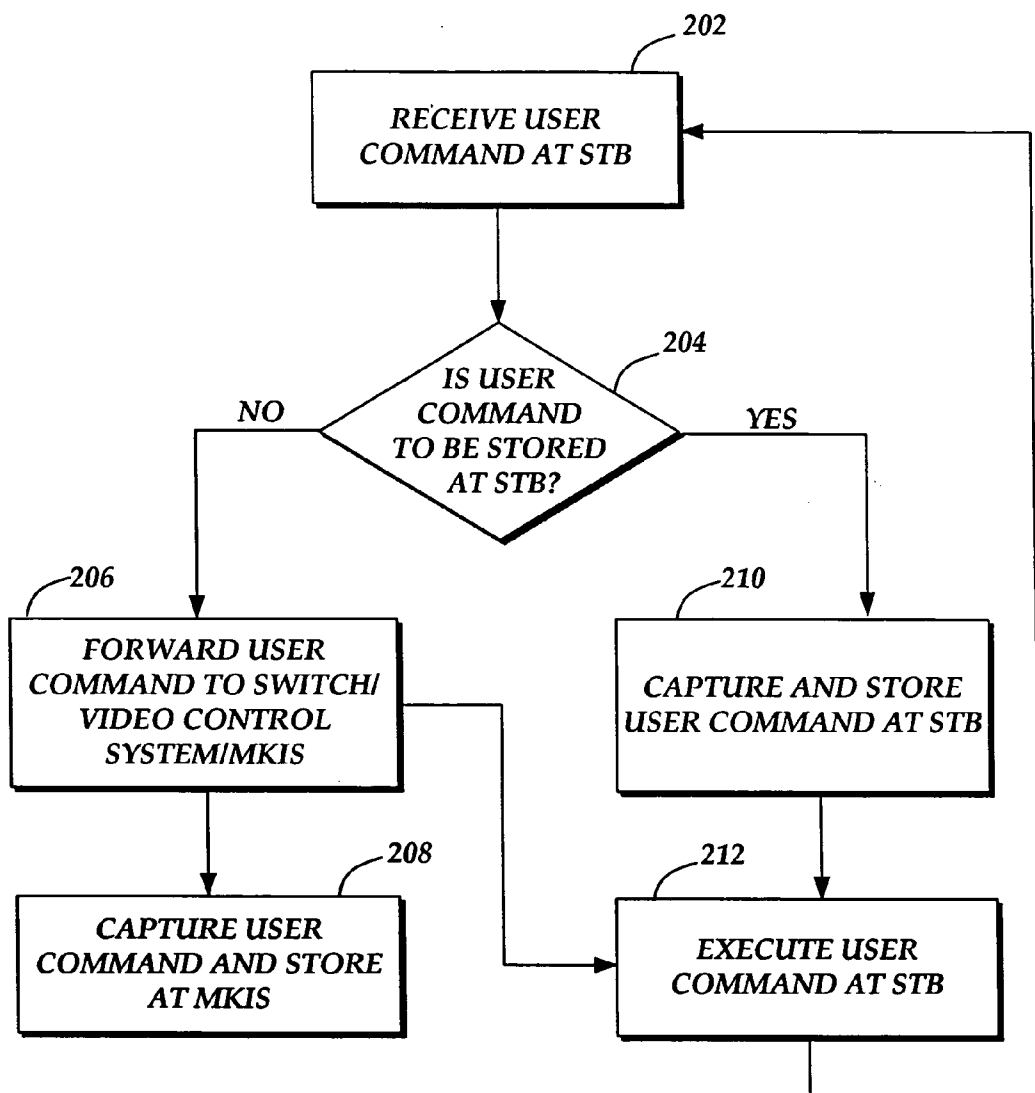 202
RECEIVE USER
COMMAND AT STB
204
IS USER
COMMAND
TO BE STORED
AT STB?
NO
YES
206
FORWARD USER
COMMAND TO SWITCH/
VIDEO CONTROL
SYSTEM/MKIS
210
CAPTURE AND STORE
USER COMMAND AT STB
208
CAPTURE USER
COMMAND AND STORE
AT MKIS
212
EXECUTE USER
COMMAND AT STB